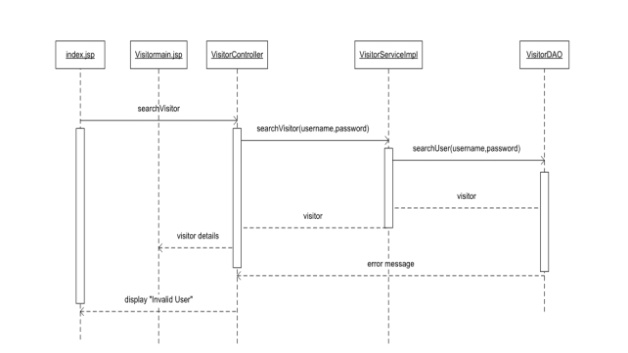 index.jsp
Visitormain.jsp
VisitorController
VisitorServiceImpl
VisitorDAO
searchVisitor
searchVisitor(username,password)
searchUser(username,password)
visitor
visitor
visitor details
error message
display "Invalid User"